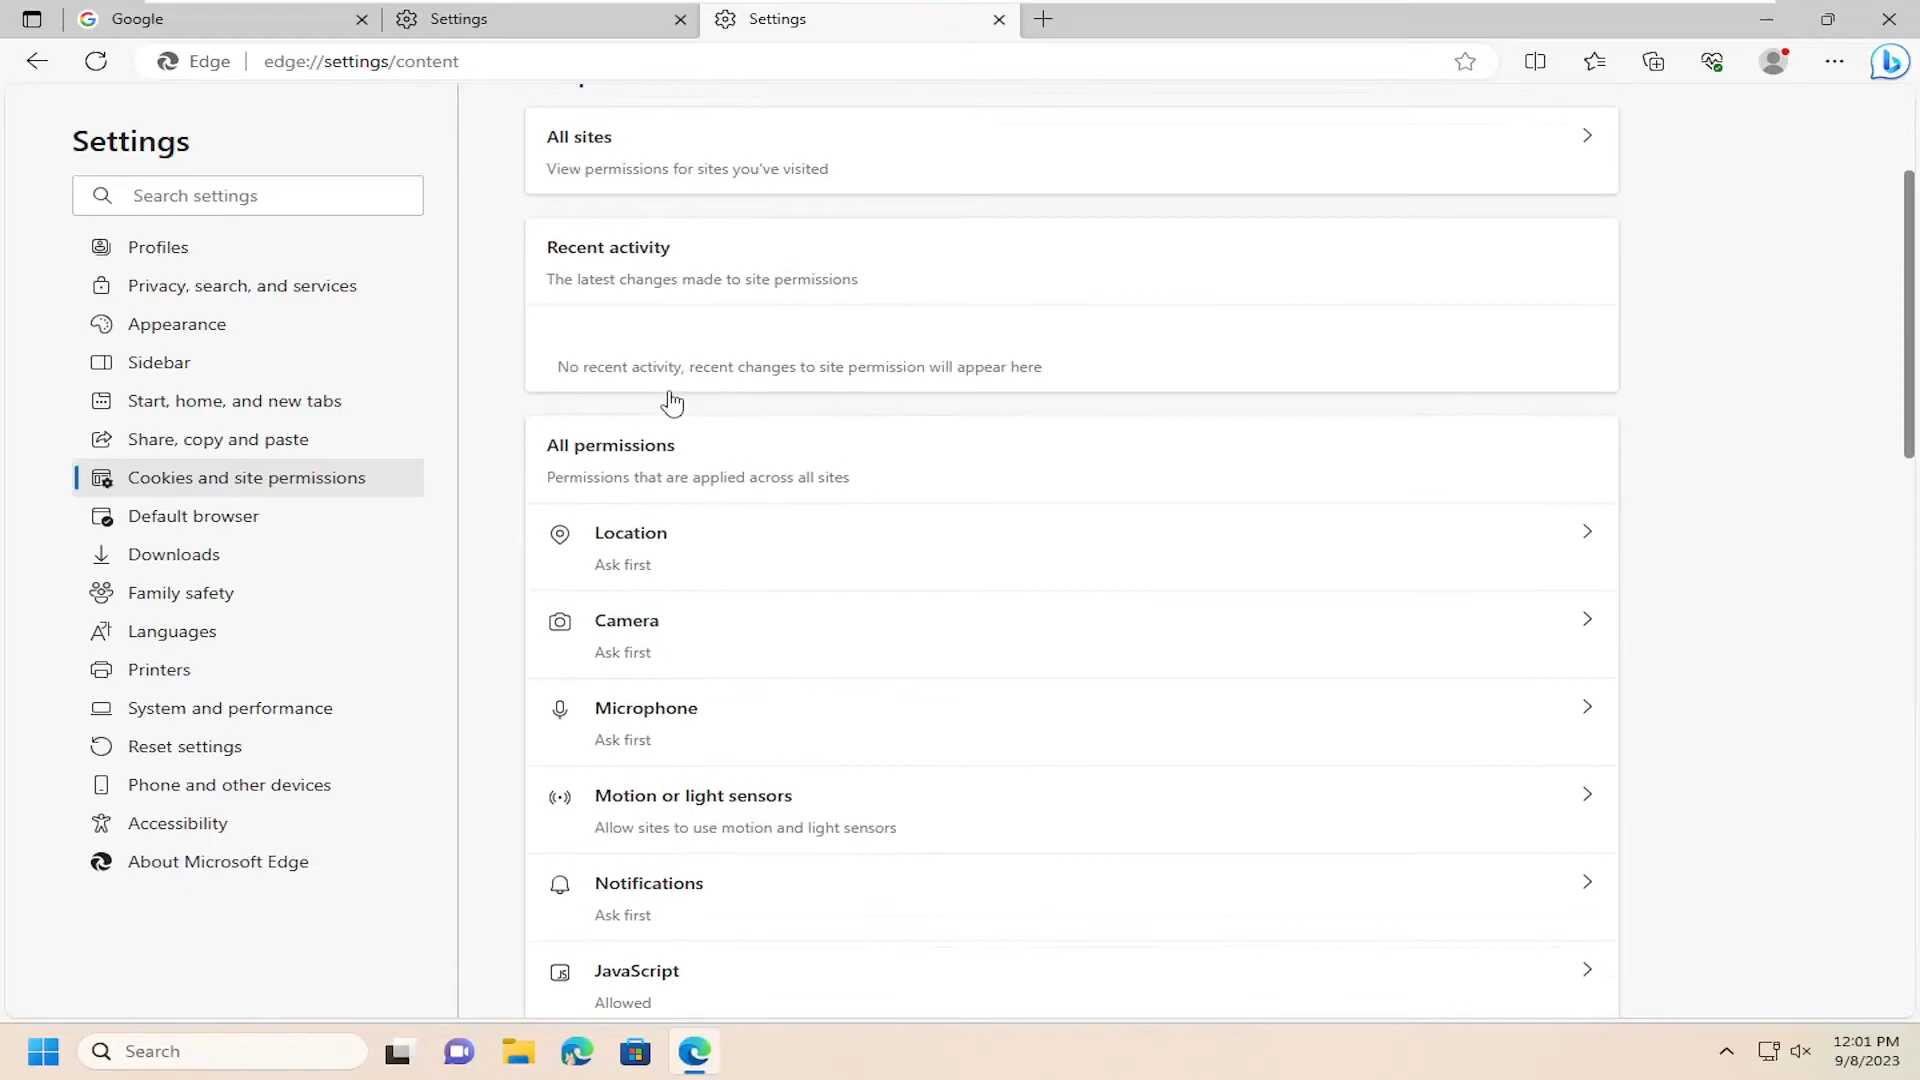 Google
Settings
Settings
Edge
edge://settings/content
Settings
Search settings
Profiles
Privacy, search, and services
Appearance
Sidebar
Start, home, and new tabs
Share, copy and paste
Cookies and site permissions
Default browser
Downloads
Family safety
Languages
Printers
System and performance
Reset settings
Phone and other devices
Accessibility
About Microsoft Edge
All sites
View permissions for sites you've visited
Recent activity
The latest changes made to site permissions
No recent activity, recent changes to site permission will appear here
All permissions
Permissions that are applied across all sites
Location
Ask first
Camera
Ask first
Microphone
Ask first
Motion or light sensors
Allow sites to use motion and light sensors
Notifications
Ask first
JS
JavaScript
Allowed
Search
12:01 PM
9/8/2023